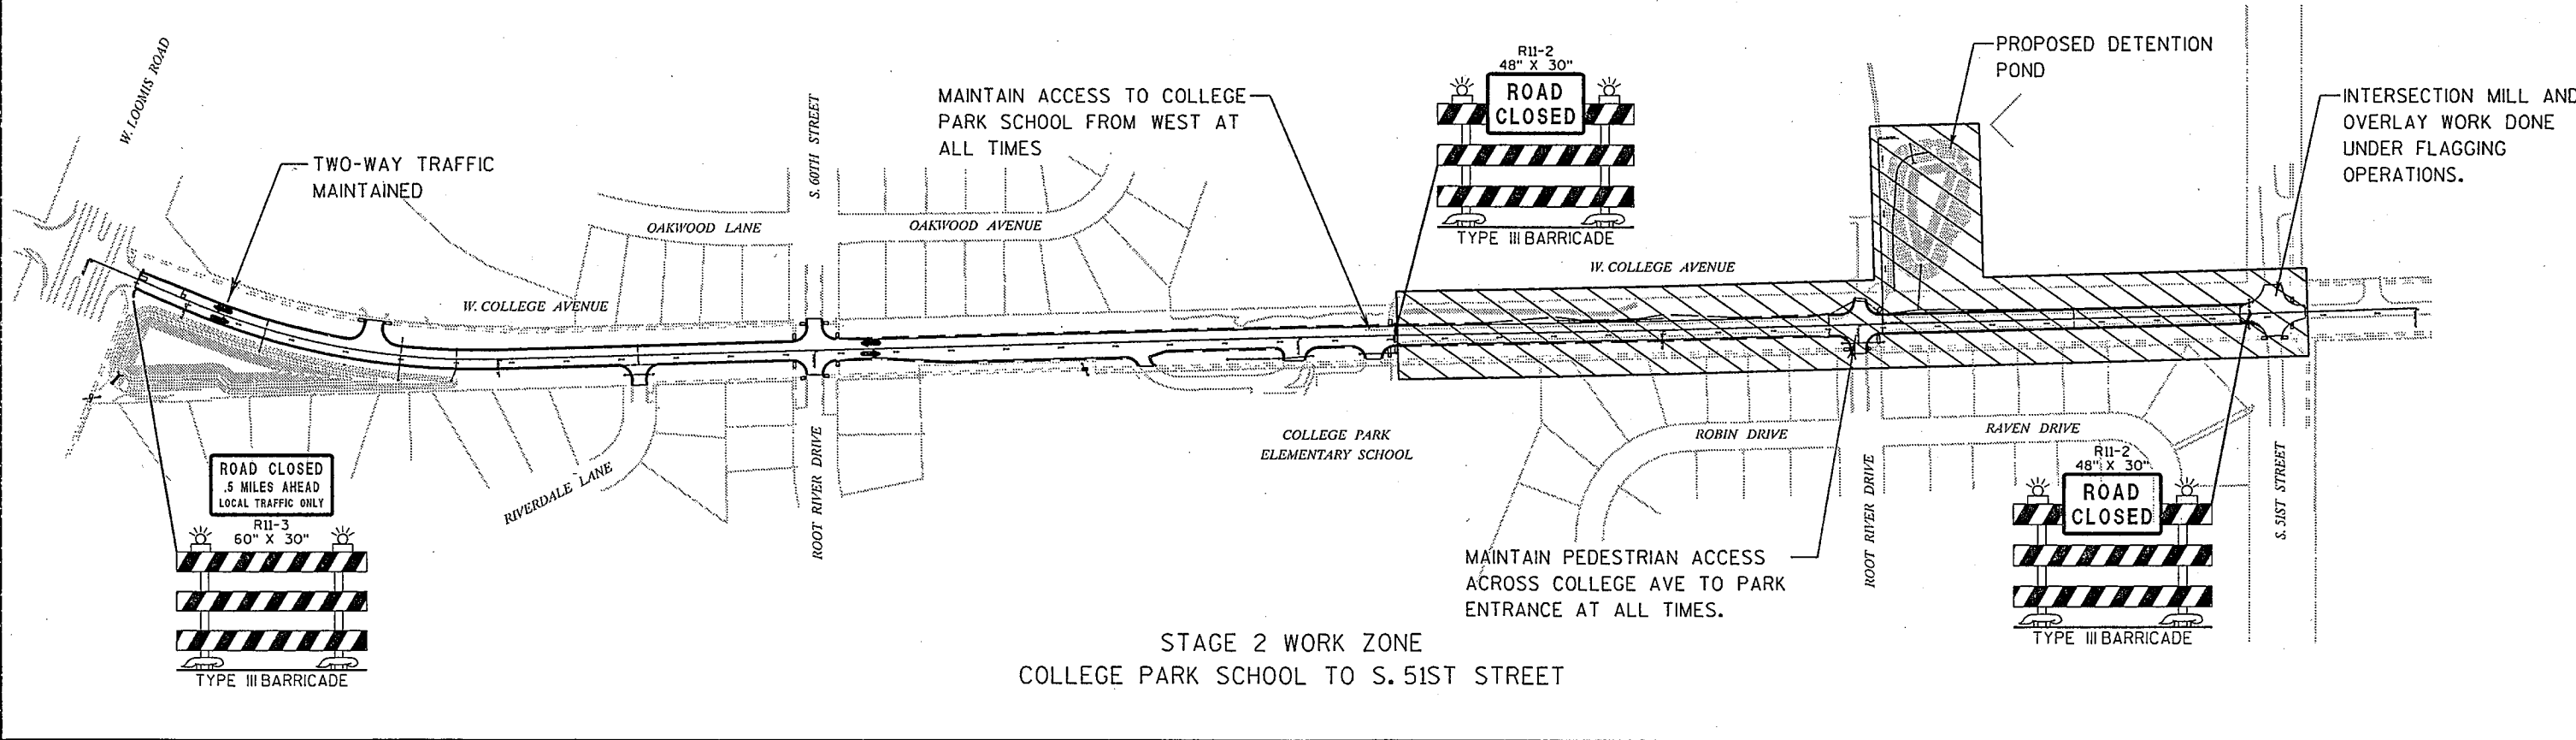 W. LOOMIS ROAD
TWO-WAY TRAFFIC
MAINTAINED
S. 60TH STREET
MAINTAIN ACCESS TO COLLEGE
PARK SCHOOL FROM WEST AT
ALL TIMES
R11-2
48" X 30"
ROAD
CLOSED
TYPE III BARRICADE
PROPOSED DETENTION
POND
INTERSECTION MILL AND
OVERLAY WORK DONE
UNDER FLAGGING
OPERATIONS.
OAKWOOD LANE
OAKWOOD AVENUE
W. COLLEGE AVENUE
W. COLLEGE AVENUE
ROAD CLOSED
.5 MILES AHEAD
LOCAL TRAFFIC ONLY
R11-3
60" X 30"
TYPE III BARRICADE
RIVERDALE LANE
ROOT RIVER DRIVE
COLLEGE PARK
ELEMENTARY SCHOOL
ROBIN DRIVE
RAVEN DRIVE
ROOT RIVER DRIVE
MAINTAIN PEDESTRIAN ACCESS
ACROSS COLLEGE AVE TO PARK
ENTRANCE AT ALL TIMES.
R11-2
48" X 30"
ROAD
CLOSED
TYPE III BARRICADE
S. 51ST STREET
STAGE 2 WORK ZONE
COLLEGE PARK SCHOOL TO S. 51ST STREET